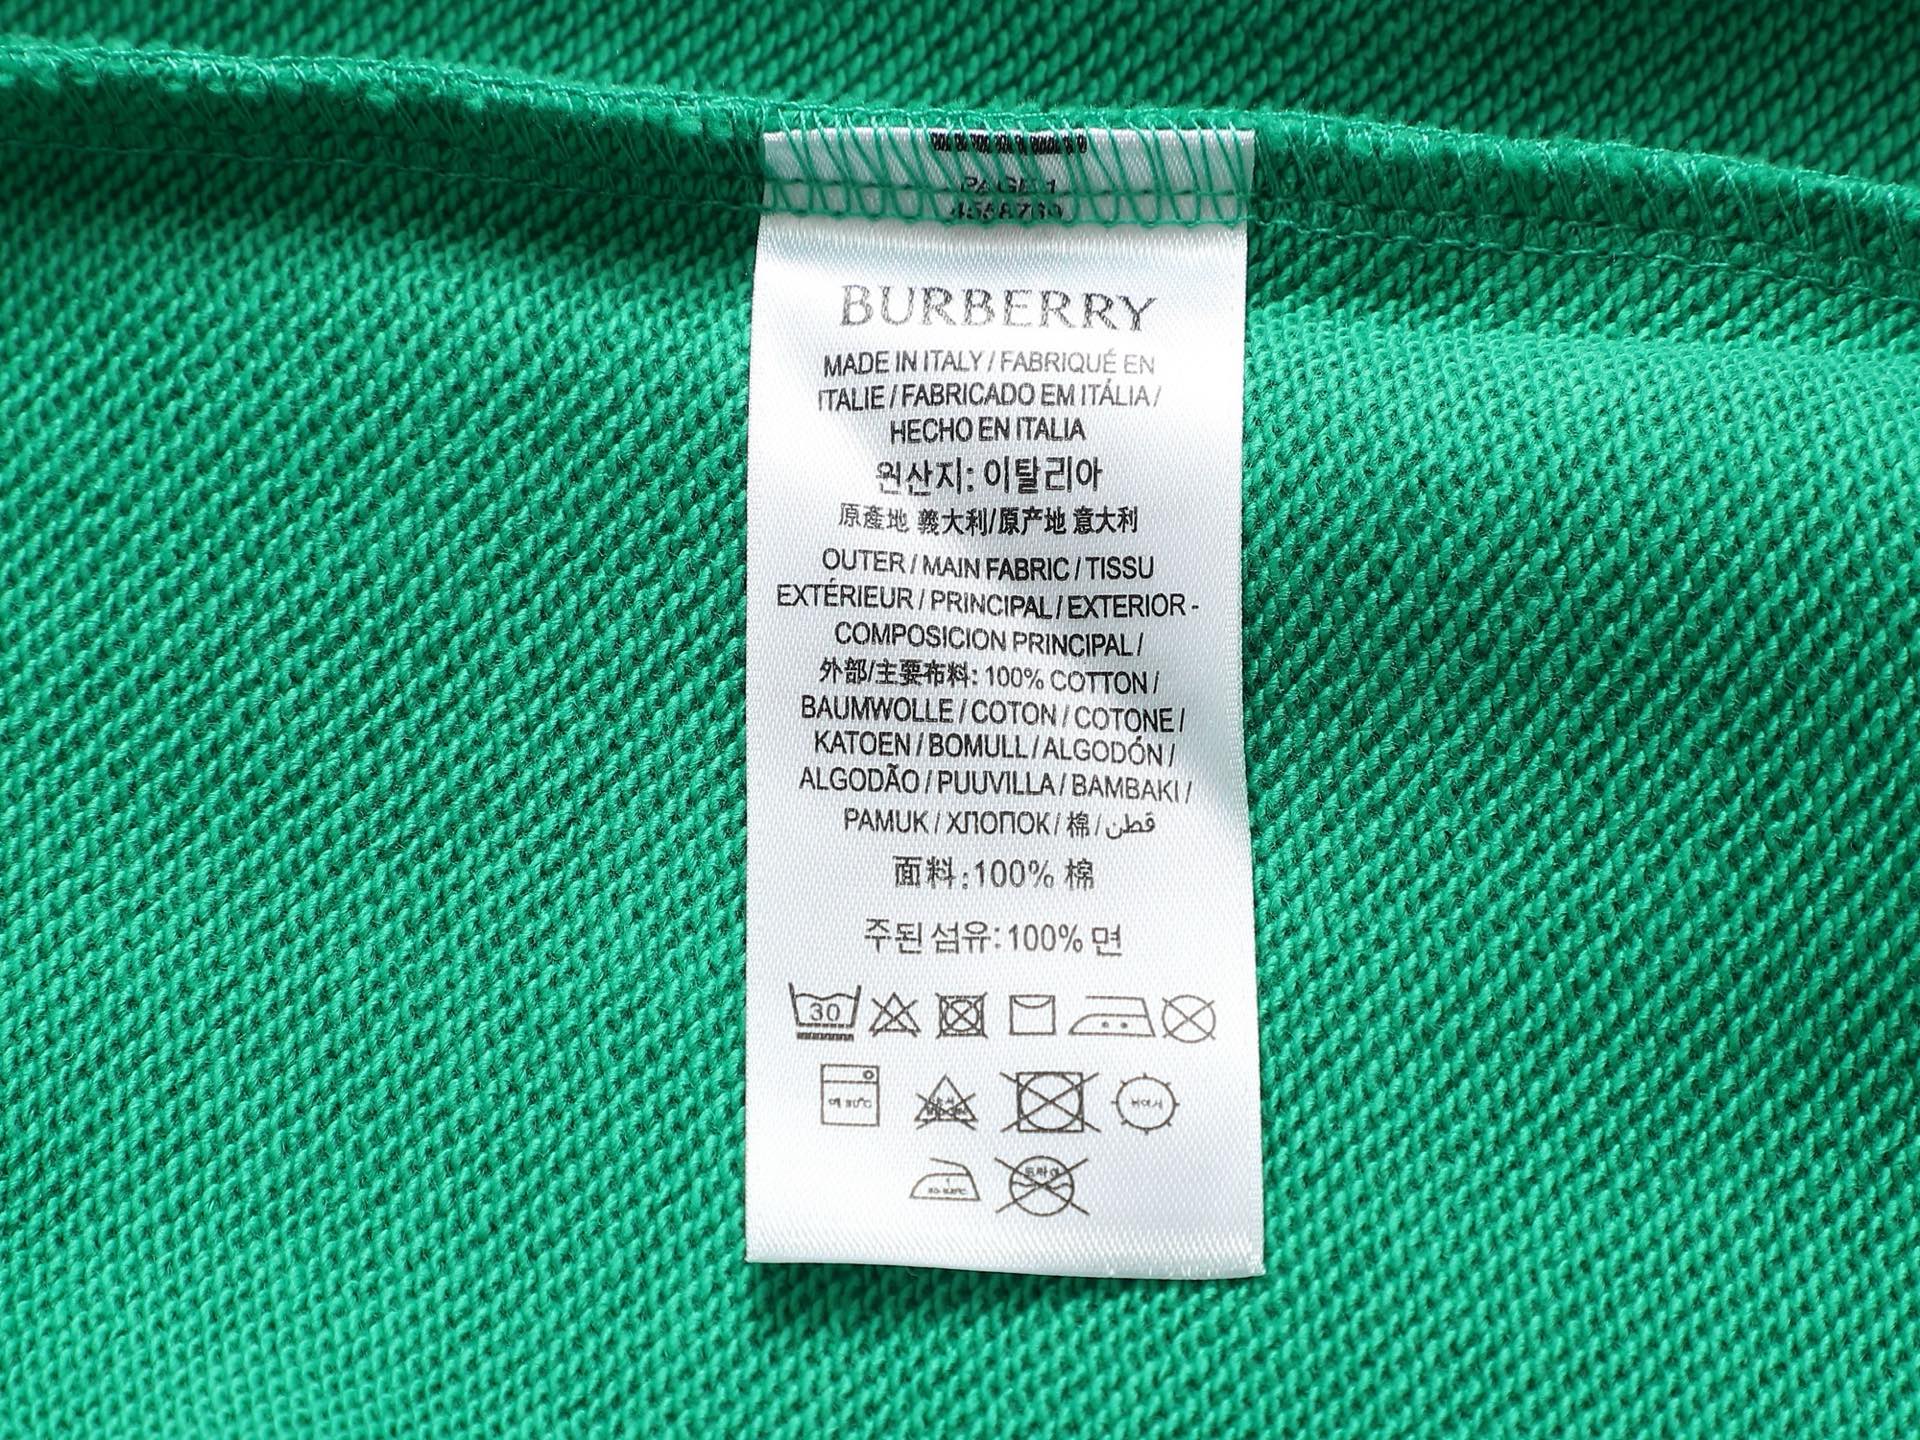 PAGE 1
BURBERRY
MADE IN ITALY / FABRIQUÉ EN
ITALIE / FABRICADO EM ITÁLIA /
HECHO EN ITALIA
원산지: 이탈리아
原產地 義大利/原产地 意大利
OUTER / MAIN FABRIC / TISSU
EXTÉRIEUR / PRINCIPAL / EXTERIOR -
COMPOSICION PRINCIPAL /
外部/主要布料: 100% COTTON /
BAUMWOLLE / COTON / COTONE /
KATOEN / BOMULL / ALGODÓN /
ALGODÃO / PUUVILLA / BAMBAKI /
PAMUK / ХЛОПОК / 棉 / قطن
面料:100% 棉
주된 섬유:100% 면
30